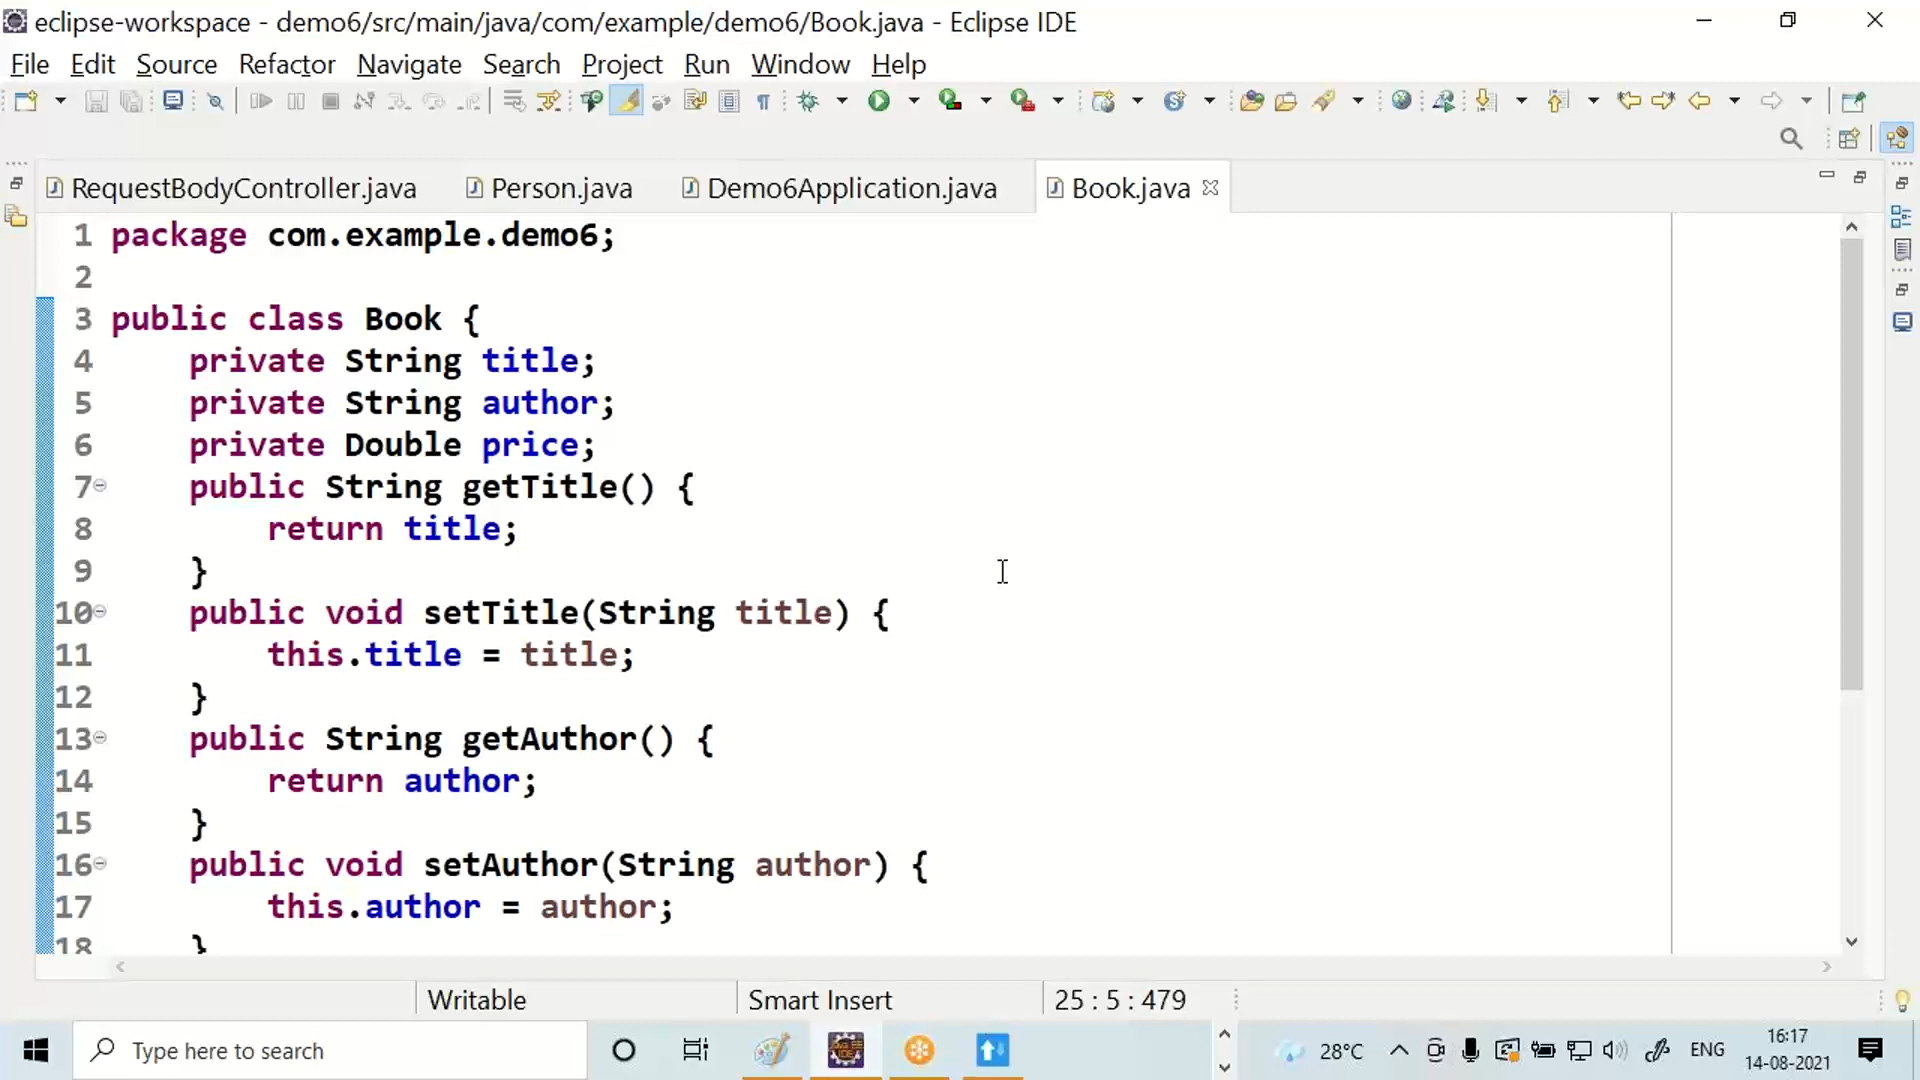 eclipse-workspace - demo6/src/main/java/com/example/demo6/Book.java - Eclipse IDE
File Edit Source Refactor Navigate Search Project Run Window Help
RequestBodyController.java Person.java Demo6Application.java Book.java
1 package com.example.demo6;
2
3 public class Book {
4 private String title;
5 private String author;
6 private Double price;
7 public String getTitle() {
8 return title;
9 }
10 public void setTitle(String title) {
11 this.title = title;
12 }
13 public String getAuthor() {
14 return author;
15 }
16 public void setAuthor(String author) {
17 this.author = author;
18 }
Writable Smart Insert 25 : 5 : 479
Type here to search
28°C ENG
16:17
14-08-2021